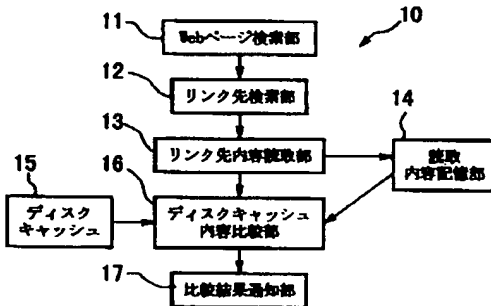 10
11
Webページ検索部
12
リンク先検索部
13
リンク先内容読取部
14
読取
内容記憶部
15
ディスク
キャッシュ
16
ディスクキャッシュ
内容比較部
17
比較結果通知部